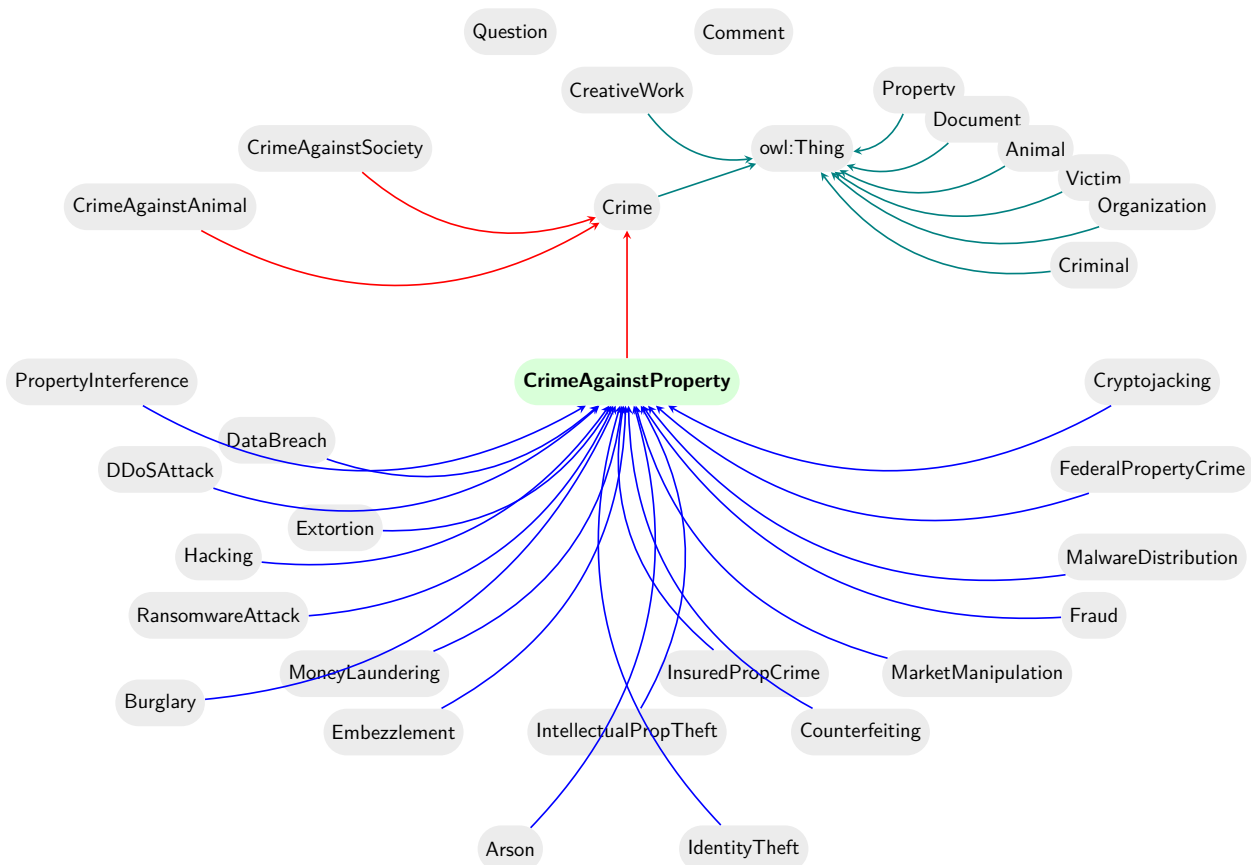 Question
Comment
CreativeWork
Property
Document
CrimeAgainstSociety
owl:Thing
Animal
Victim
CrimeAgainstAnimal
Crime
Organization
Criminal
PropertyInterference
CrimeAgainstProperty
Cryptojacking
DataBreach
DDoSAttack
FederalPropertyCrime
Extortion
Hacking
MalwareDistribution
RansomwareAttack
Fraud
MoneyLaundering
InsuredPropCrime
MarketManipulation
Burglary
Embezzlement
IntellectualPropTheft
Counterfeiting
Arson
IdentityTheft